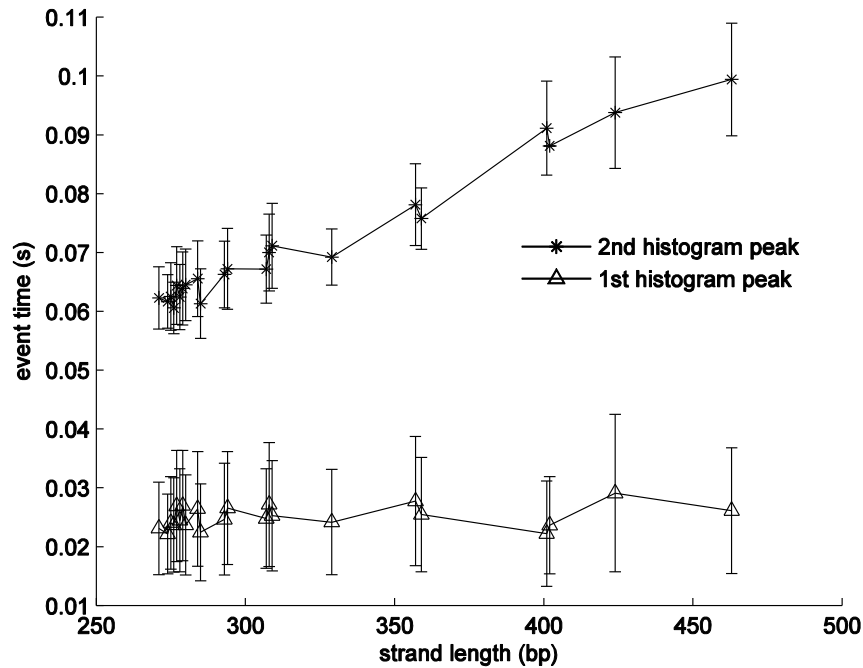 0.11
0.1
0.09
0.08
0.07
0.06
0.05
0.04
0.03
0.02
0.01
event time (s)
2nd histogram peak
1st histogram peak
250 300 350 400 450 500
strand length (bp)